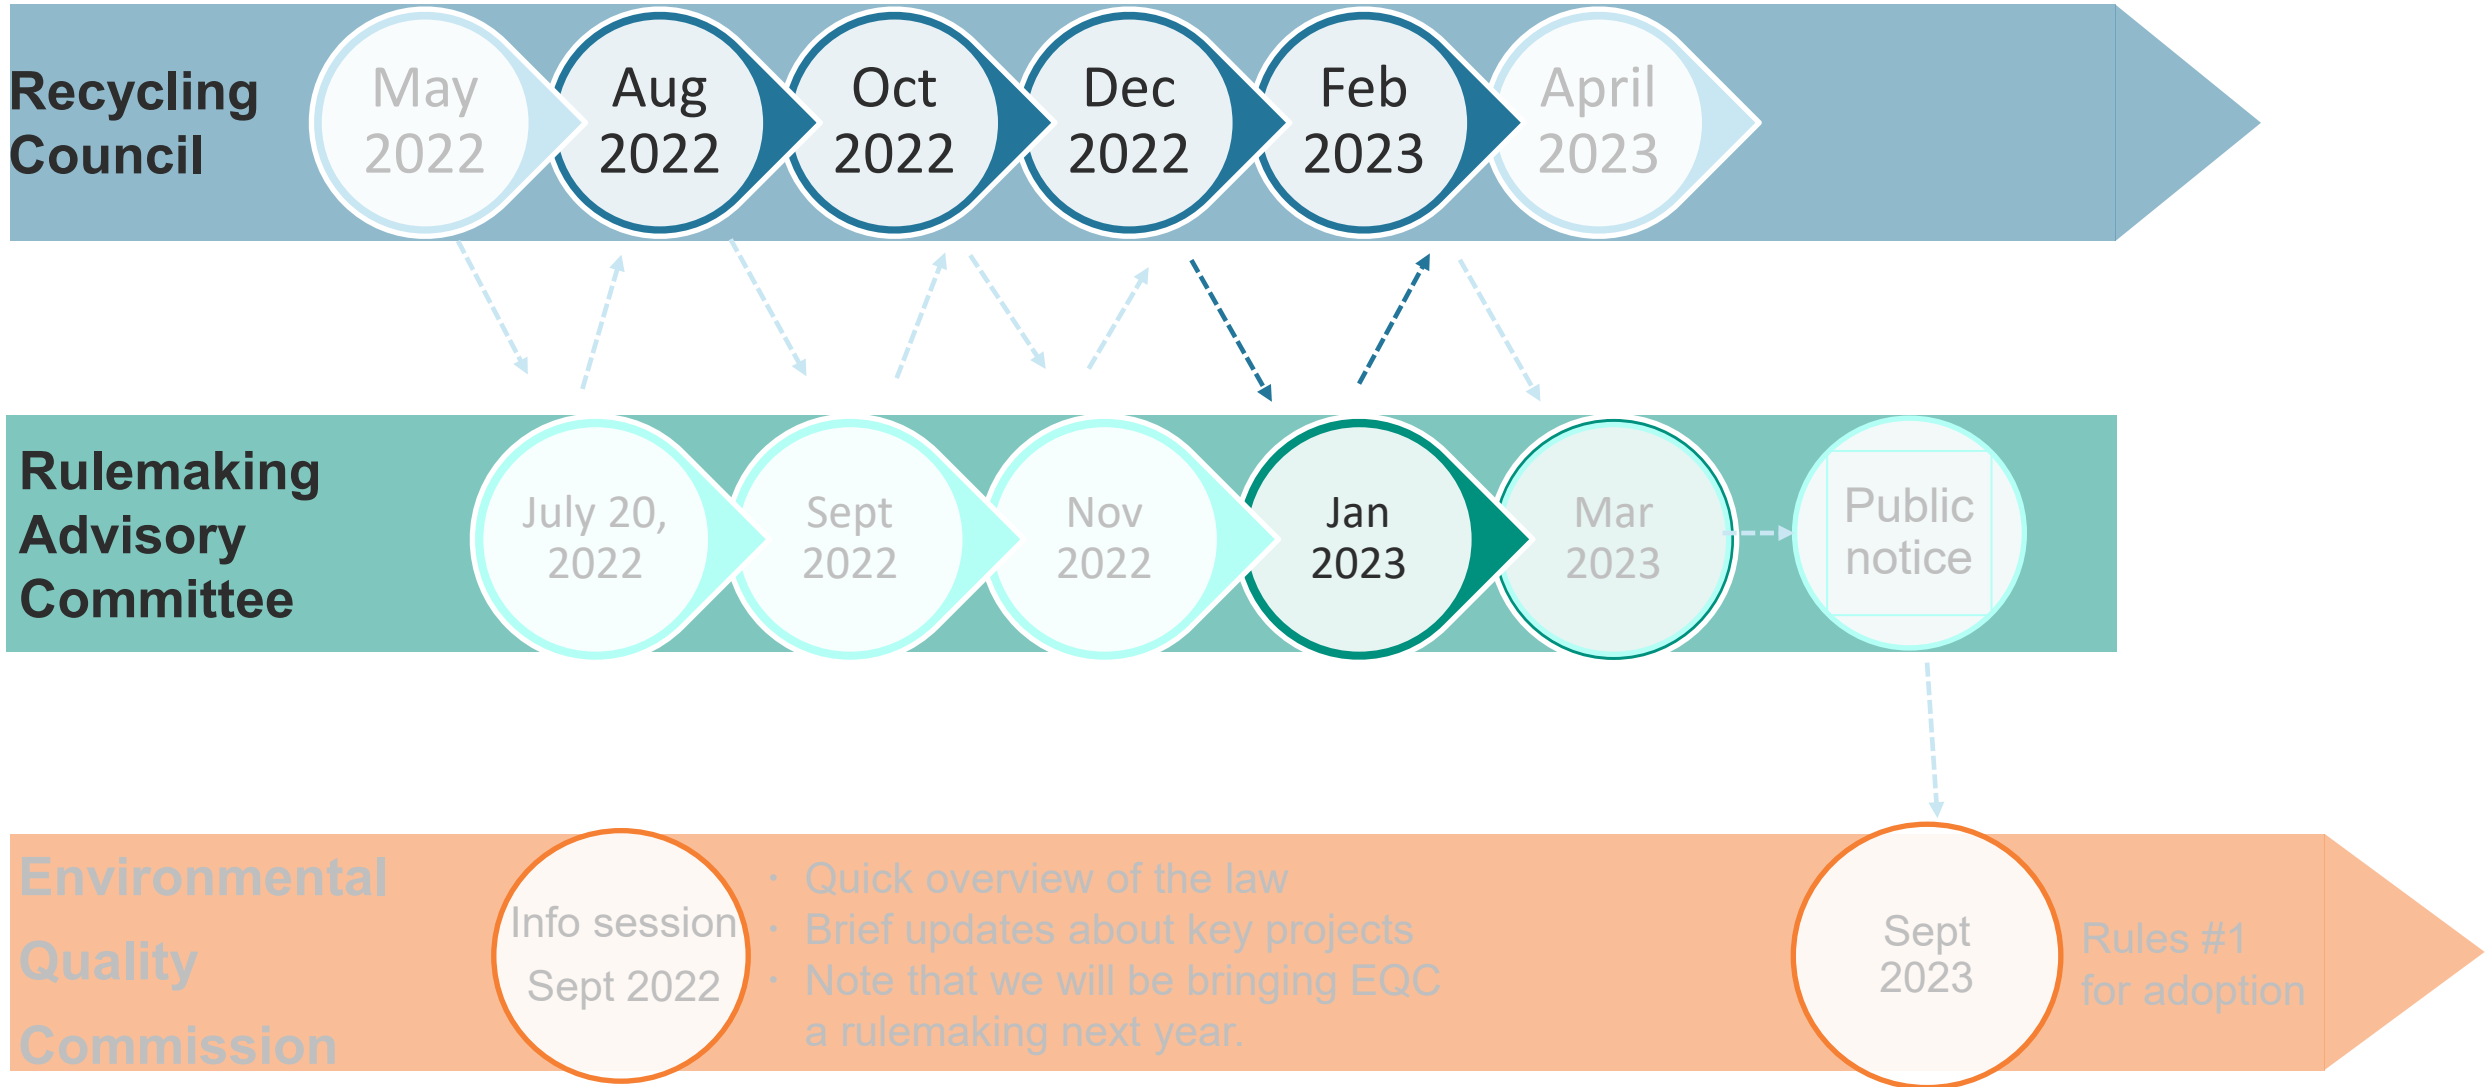 Recycling
Council
May
2022
Aug
2022
Oct
2022
Dec
2022
Feb
2023
April
2023
Rulemaking
Advisory
Committee
July 20,
2022
Sept
2022
Nov
2022
Jan
2023
Mar
2023
Public
notice
Environmental
Quality
Commission
Info session
Sept 2022
· Quick overview of the law
· Brief updates about key projects
· Note that we will be bringing EQC
a rulemaking next year.
Sept
2023
Rules #1
for adoption